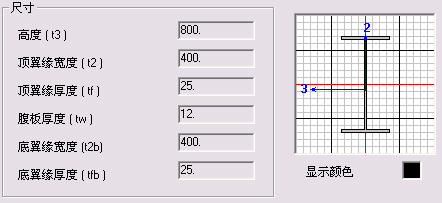 尺寸
高度 ( t3 ) 800.
顶翼缘宽度 ( t2 ) 400.
顶翼缘厚度 ( tf ) 25.
腹板厚度 ( tw ) 12.
底翼缘宽度 (t2b) 400.
底翼缘厚度 ( tfb ) 25.
2
3
显示颜色